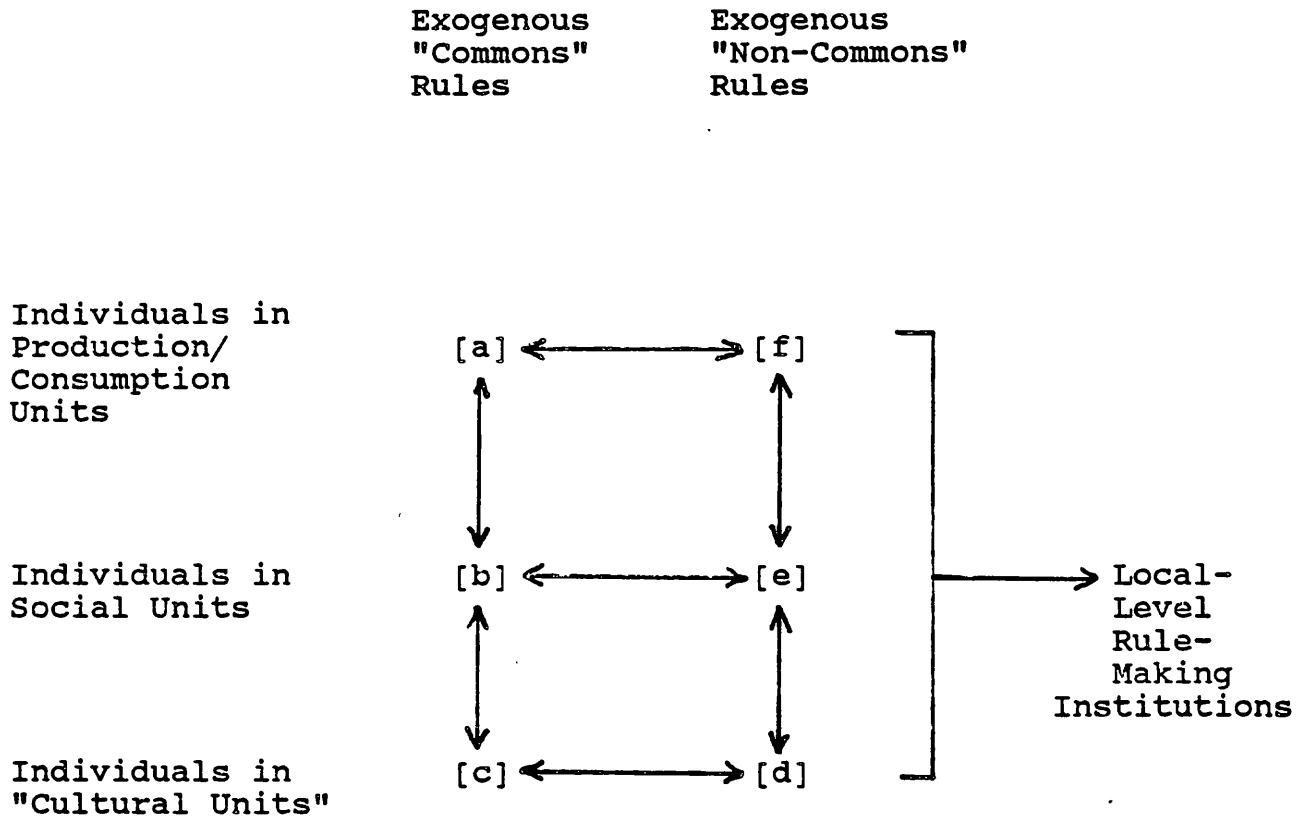 Exogenous
"Commons"
Rules
Exogenous
"Non-Commons"
Rules
Individuals in
Production/
Consumption
Units
[a]
[f]
Individuals in
Social Units
[b]
[e]
Local-
Level
Rule-
Making
Institutions
Individuals in
"Cultural Units"
[c]
[d]